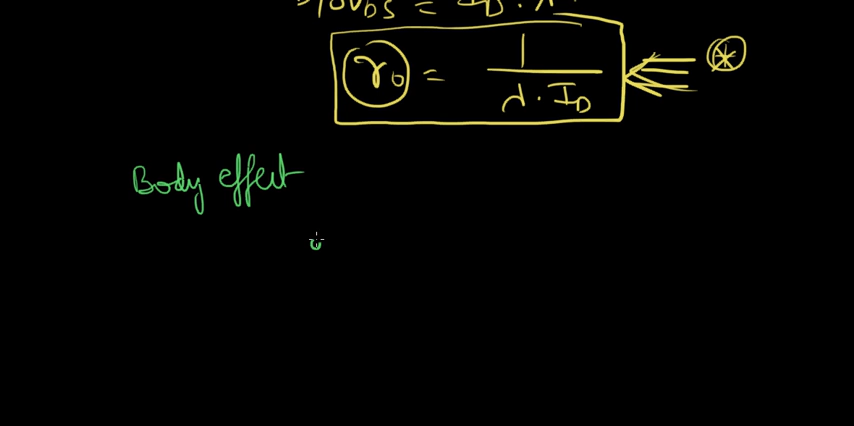 r₀ = 1 / λ · I_D
Body effect